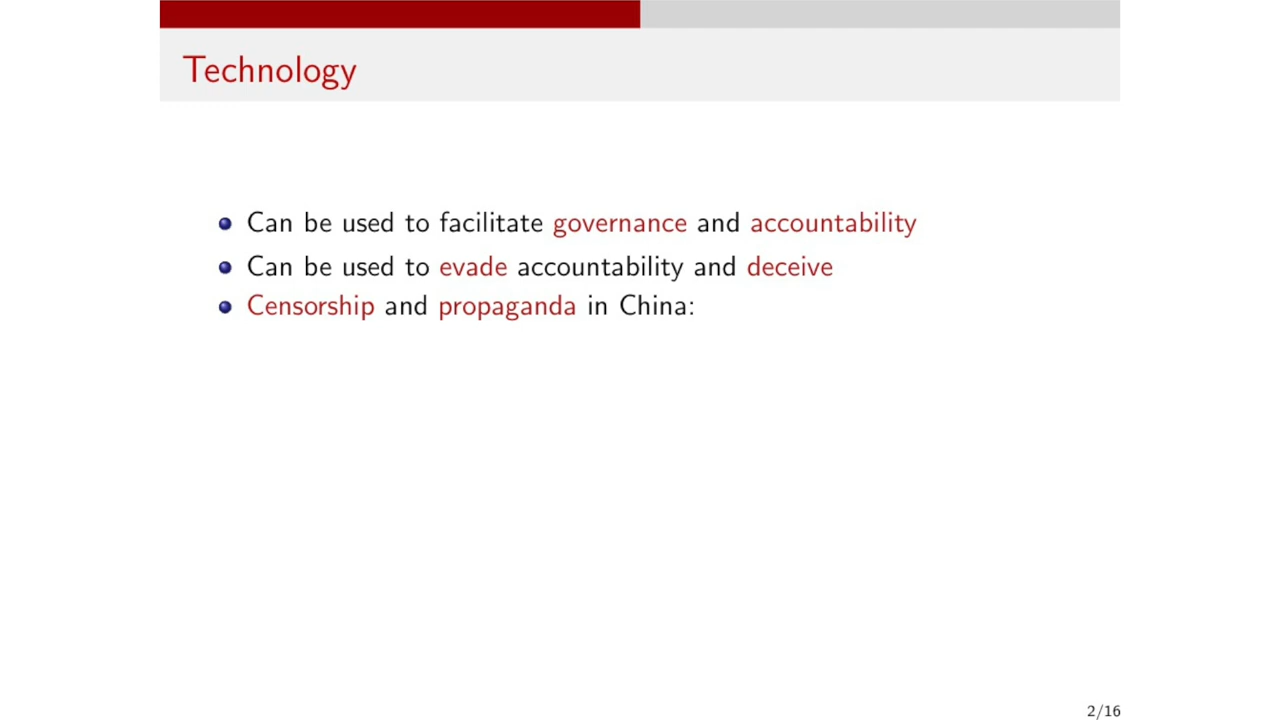 Technology
Can be used to facilitate governance and accountability
Can be used to evade accountability and deceive
Censorship and propaganda in China:
2/16